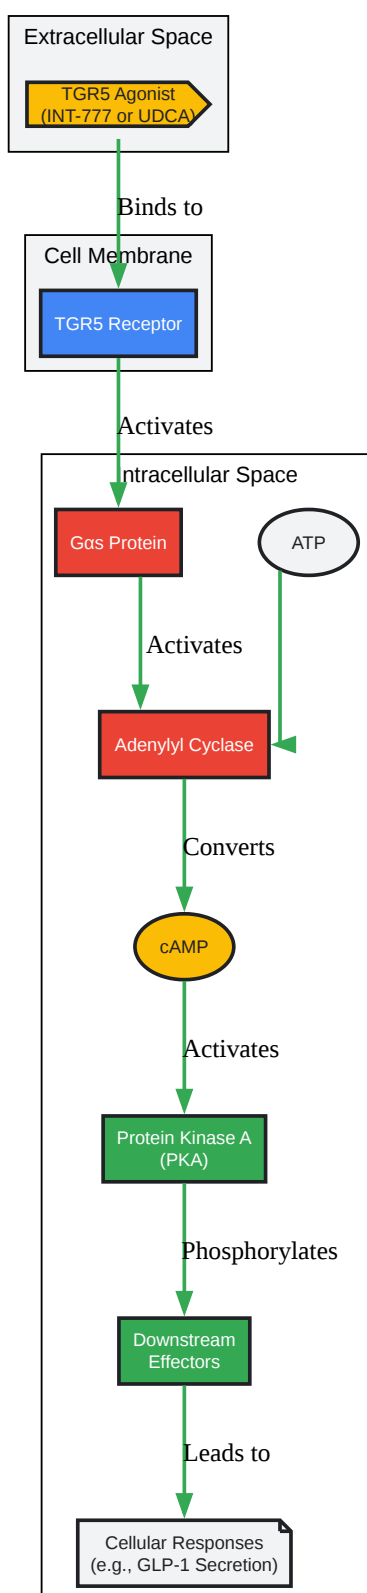 Extracellular Space
TGR5 Agonist
(INT-777 or UDCA)
Binds to
Cell Membrane
TGR5 Receptor
Activates
ntracellular Space
Gαs Protein
ATP
Activates
Adenylyl Cyclase
Converts
cAMP
Activates
Protein Kinase A
(PKA)
Phosphorylates
Downstream
Effectors
Leads to
Cellular Responses
(e.g., GLP-1 Secretion)